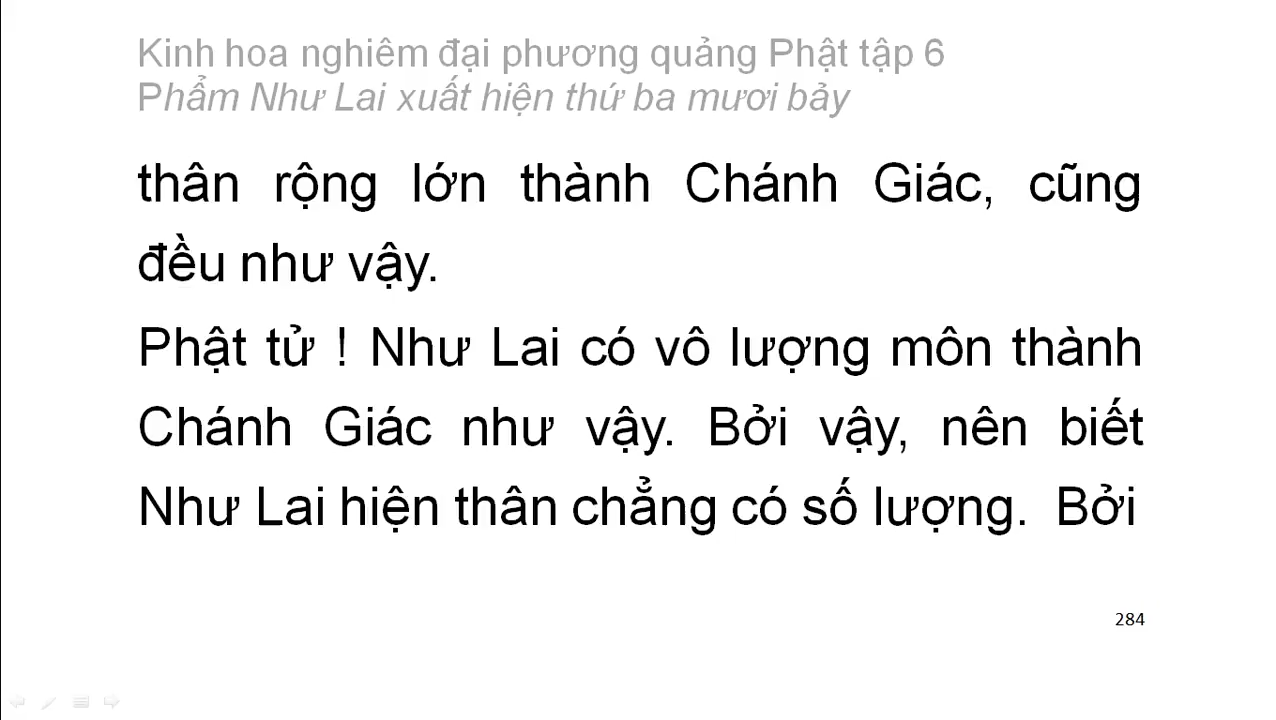 Kinh hoa nghiêm đại phương quảng Phật tập 6
Phẩm Như Lai xuất hiện thứ ba mươi bảy
thân rộng lớn thành Chánh Giác, cũng
đều như vậy.
Phật tử ! Như Lai có vô lượng môn thành
Chánh Giác như vậy. Bởi vậy, nên biết
Như Lai hiện thân chẳng có số lượng. Bởi
284